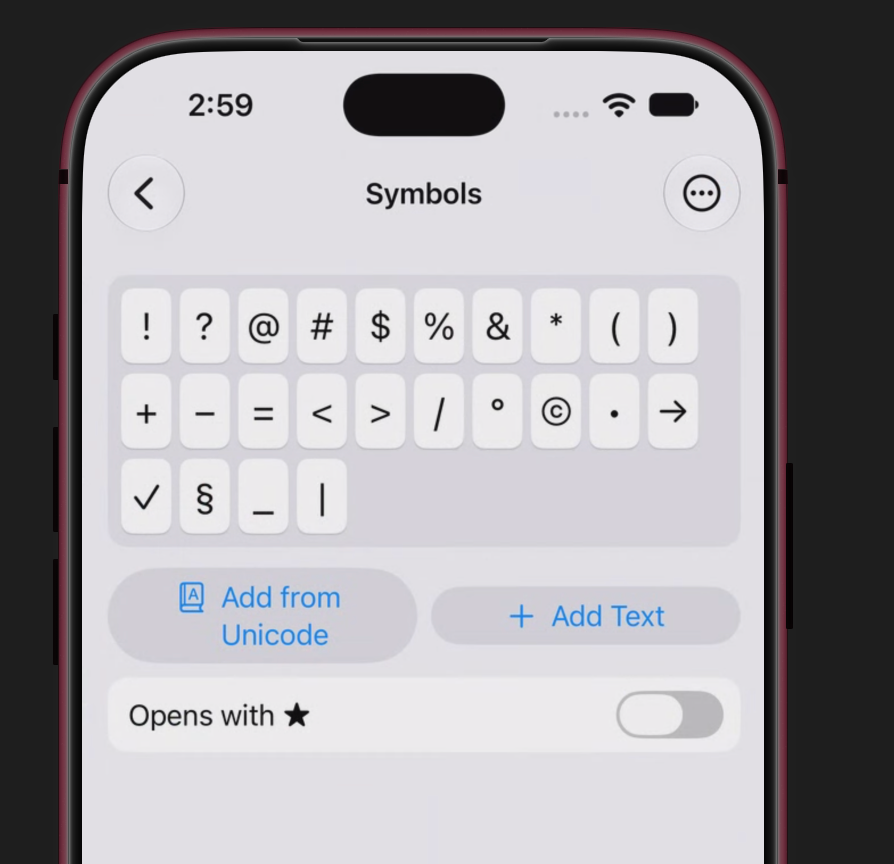 2:59
Symbols
! ? @ # $ % & * ( )
+ − = < > / ° © • →
✓ § _ |
Add from
Unicode
+ Add Text
Opens with ★